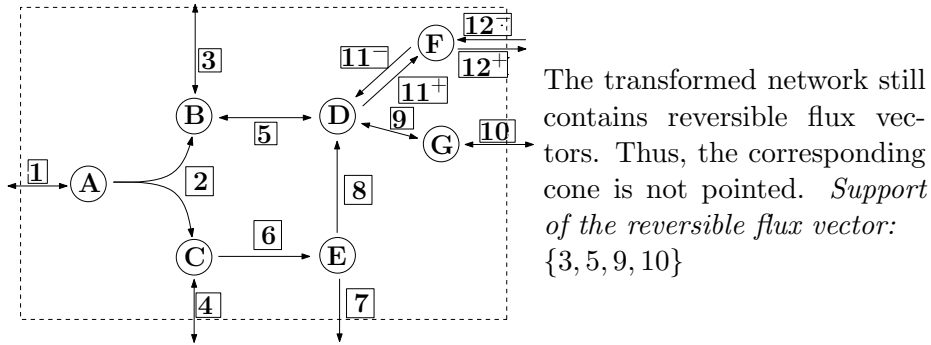 12⁻
F
11⁻
12⁺
3
11⁺
B
D
9
5
G
10
1
A
2
8
6
C
E
4
7
The transformed network still
contains reversible flux vec-
tors. Thus, the corresponding
cone is not pointed. Support
of the reversible flux vector:
{3, 5, 9, 10}